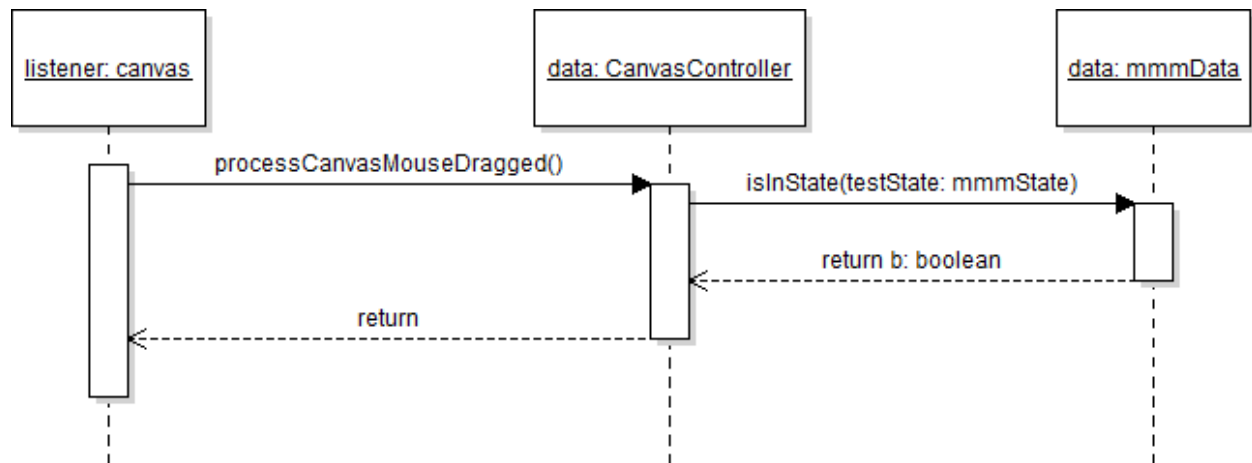 listener: canvas
data: CanvasController
data: mmmData
processCanvasMouseDragged()
isInState(testState: mmmState)
return b: boolean
return